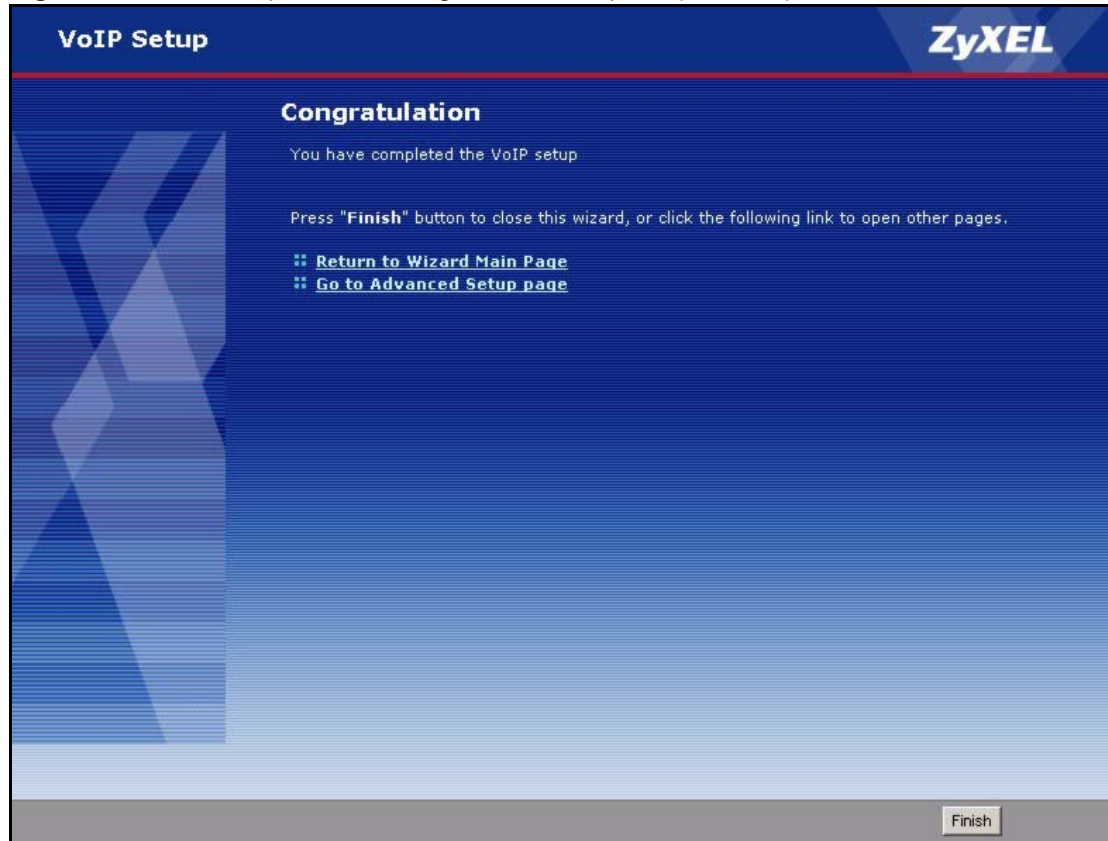 VoIP Setup
ZyXEL
Congratulation
You have completed the VoIP setup
Press "Finish" button to close this wizard, or click the following link to open other pages.
Return to Wizard Main Page
Go to Advanced Setup page
Finish